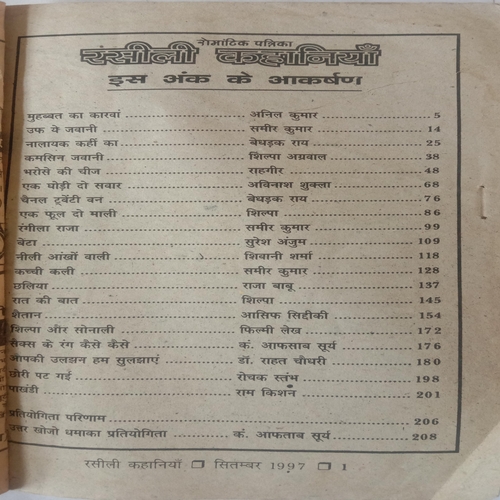 रोमांटिक पत्रिका
रसीली कहानियाँ
इस अंक के आकर्षण
मुहब्बत का कारवां अनिल कुमार 5
उफ ये जवानी समीर कुमार 14
नालायक कहीं का बेधड़क राय 25
कमसिन जवानी शिल्पा अग्रवाल 38
भरोसे की चीज राहगीर 48
एक घोड़ी दो सवार अविनाश शुक्ला 68
चैनल ट्वेंटी वन बेधड़क राय 76
एक फूल दो माली शिल्पा 86
रंगीला राजा समीर कुमार 99
बेटा सुरेश अंजुम 109
नीली आंखों वाली शिवानी शर्मा 118
कच्ची कली समीर कुमार 128
छलिया राजा बाबू 137
रात की बात शिल्पा 145
शैतान आसिफ सिद्दीकी 154
शिल्पा और सोनाली फिल्मी लेख 172
सेक्स के रंग कैसे कैसे कं. आफसाब सूर्य 176
आपकी उलझन हम सुलझाएं डॉ. राहत चौधरी 180
छोरी पट गई रोचक स्तंभ 198
पाखंडी राम किशन 201
प्रतियोगिता परिणाम 206
उत्तर खोजो धमाका प्रतियोगिता कं. आफताब सूर्य 208
रसीली कहानियाँ ❐ सितम्बर 1997 ❐ 1